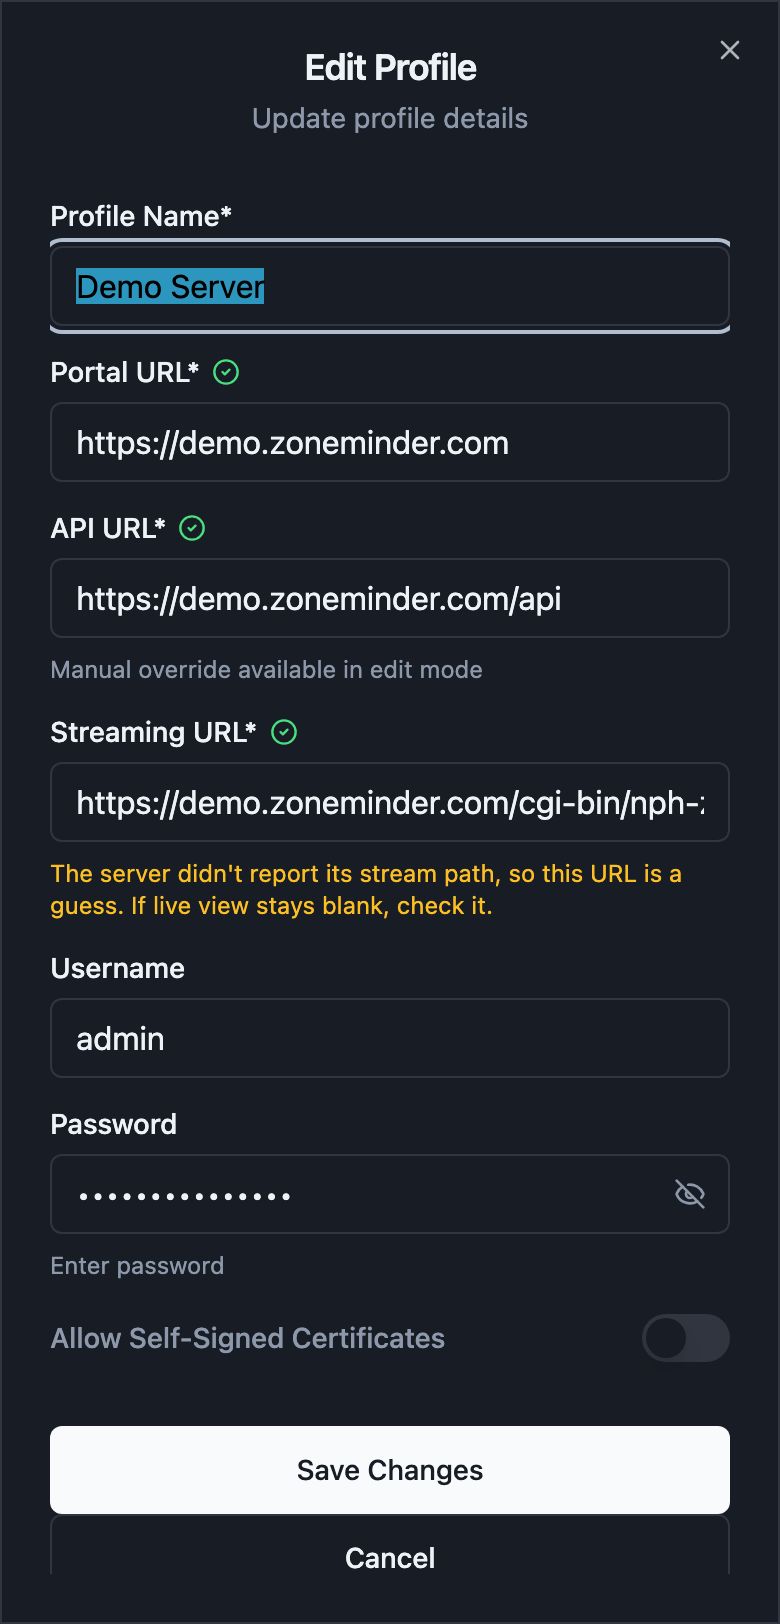 Edit Profile
Update profile details
Profile Name*
Demo Server
Portal URL*
https://demo.zoneminder.com
API URL*
https://demo.zoneminder.com/api
Manual override available in edit mode
Streaming URL*
https://demo.zoneminder.com/cgi-bin/nph-z
The server didn't report its stream path, so this URL is a
guess. If live view stays blank, check it.
Username
admin
Password
•••••••••••••••
Enter password
Allow Self-Signed Certificates
Save Changes
Cancel